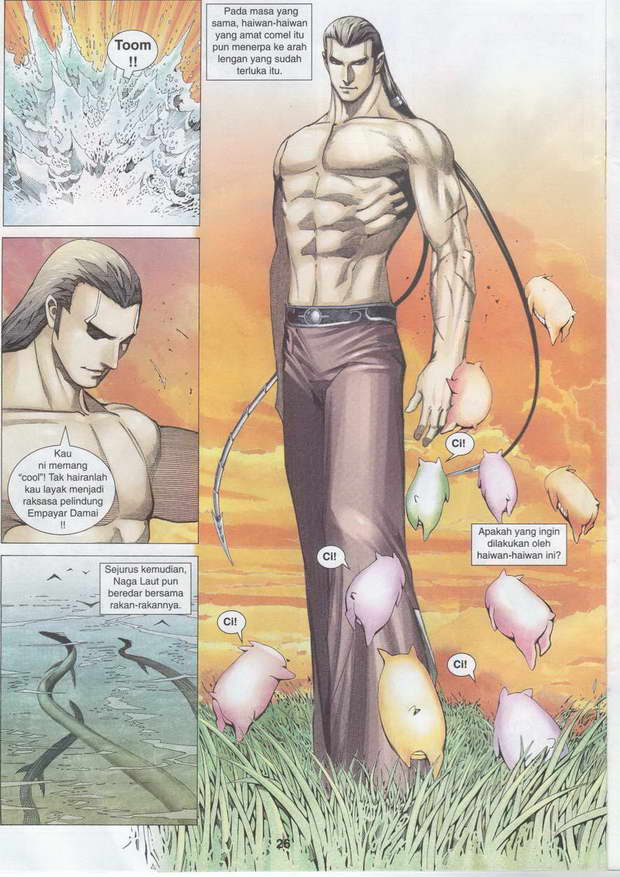 Toom
!!
Kau
ni memang
"cool"! Tak hairanlah
kau layak menjadi
raksasa pelindung
Empayar Damai
!!
Sejurus kemudian,
Naga Laut pun
beredar bersama
rakan-rakannya.
Pada masa yang
sama, haiwan-haiwan
yang amat comel itu
pun menerpa ke arah
lengan yang sudah
terluka itu.
Ci!
Apakah yang ingin
dilakukan oleh
haiwan-haiwan ini?
Ci!
Ci!
Ci!
26